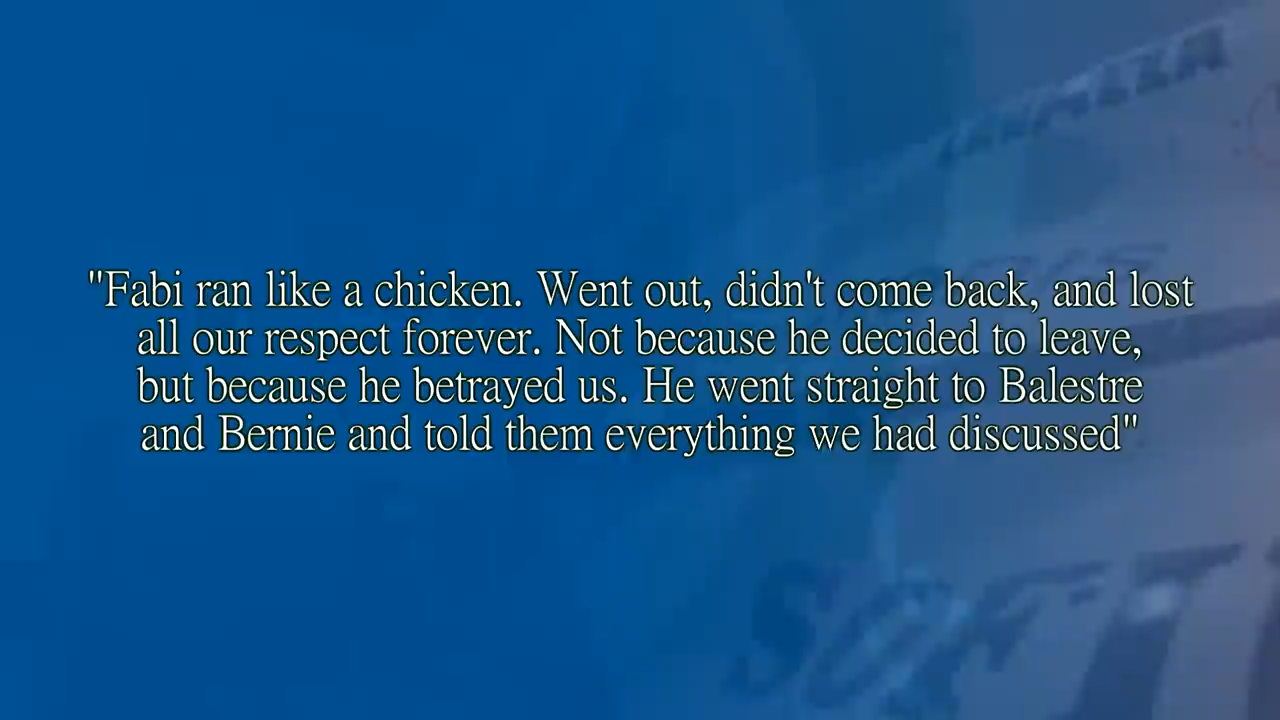 "Fabi ran like a chicken. Went out, didn't come back, and lost
all our respect forever. Not because he decided to leave,
but because he betrayed us. He went straight to Balestre
and Bernie and told them everything we had discussed"